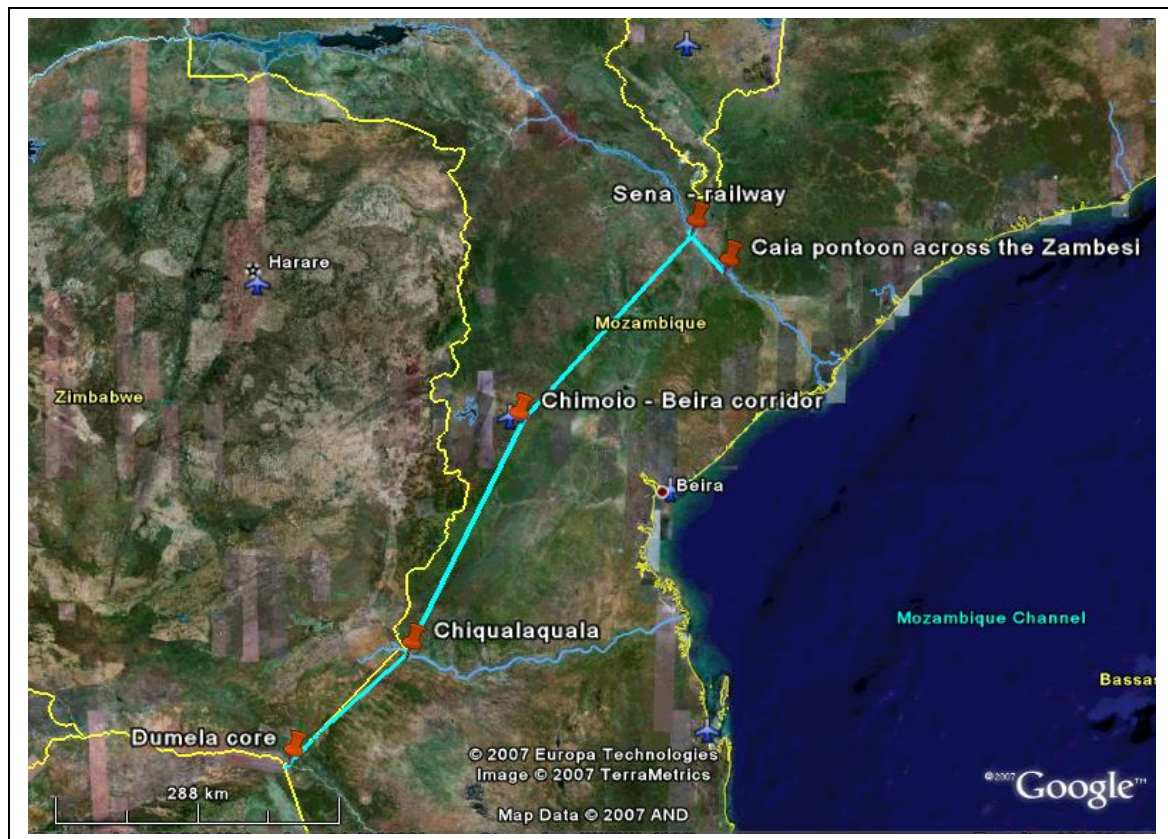 Sena - railway
Caia pontoon across the Zambesi
Harare
Mozambique
Zimbabwe
Chimoio - Beira corridor
Beira
Mozambique Channel
Chiqualaquala
Bassas
Dumela core
© 2007 Europa Technologies
Image © 2007 TerraMetrics
288 km
Map Data © 2007 AND
©2007 Google™